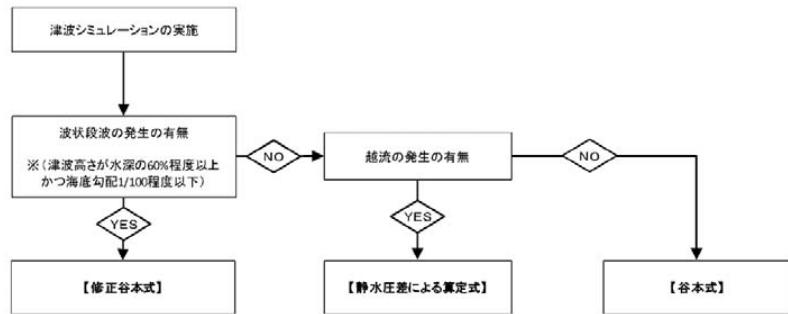 津波シミュレーションの実施
波状段波の発生の有無
※（津波高さが水深の60%程度以上
かつ海底勾配1/100程度以下）
NO
越流の発生の有無
NO
YES
YES
【修正谷本式】
【静水圧差による算定式】
【谷本式】